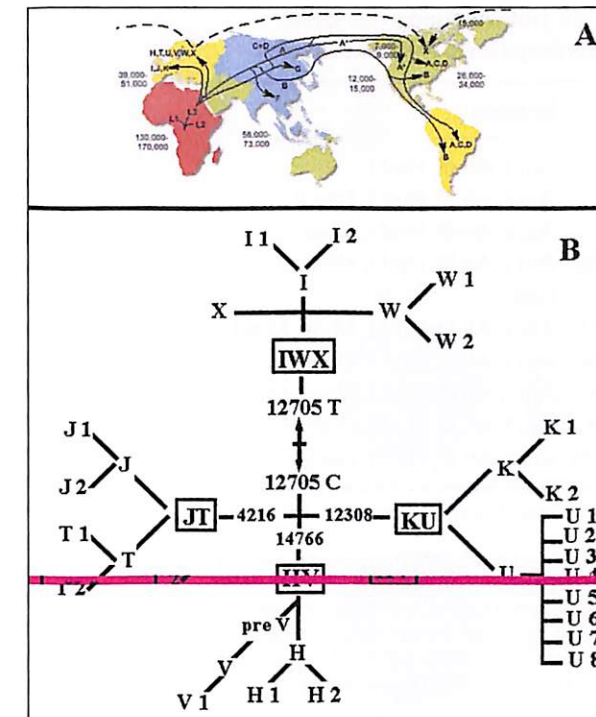 A
C+D
A
A
15,000
H,T,U,V,W,X
7,000-
9,000
A,C,D
I,J,K
G
B
B
39,000-
51,000
12,000-
15,000
26,000-
34,000
L3
L1
L2
130,000-
170,000
56,000-
73,000
A,C,D
B
B
I 1
I 2
I
W 1
X
W
W 2
IWX
12705 T
J 1
K 1
J
K
J 2
12705 C
K 2
JT
4216
12308
KU
U 1
T 1
14766
U 2
T
U 3
HV
U
U 5
pre V
U 6
V
H
U 7
V 1
H 1
H 2
U 8